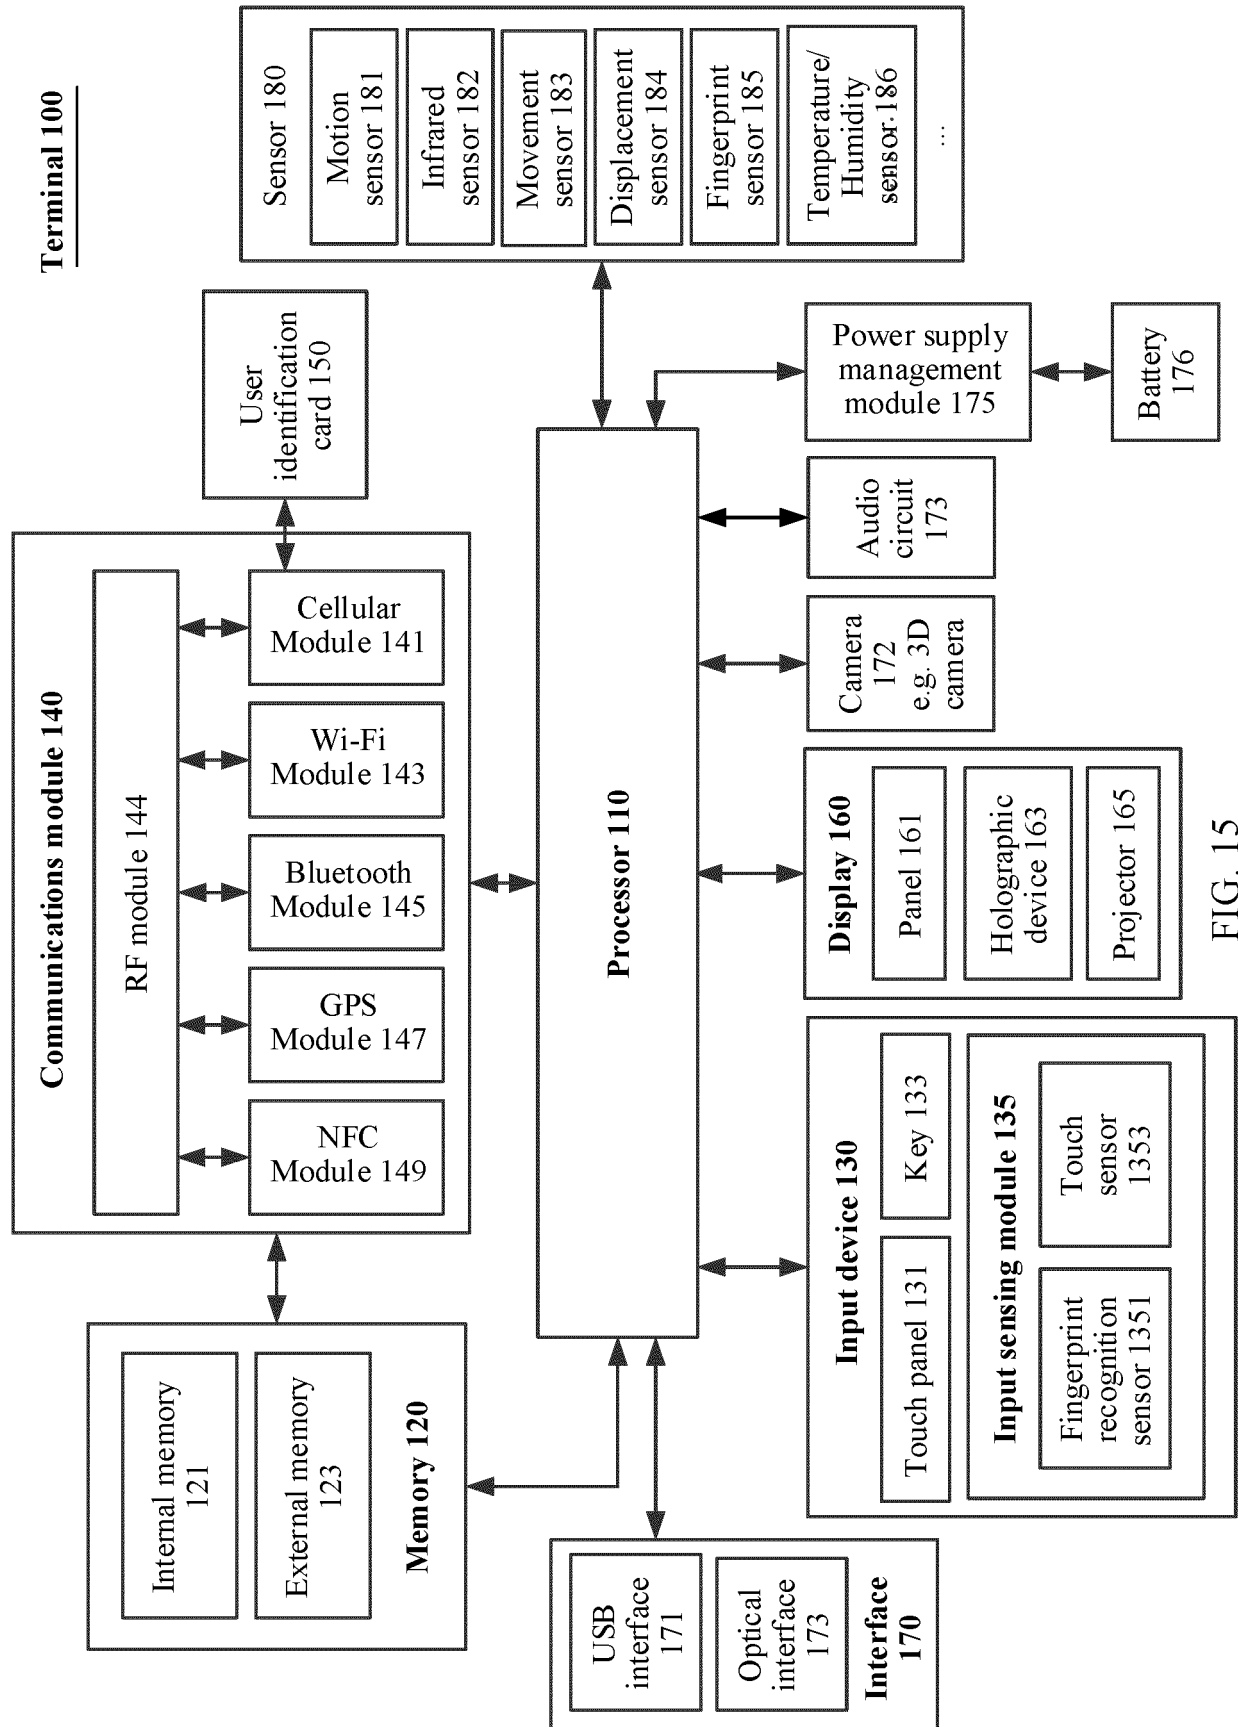 Terminal 100
Communications module 140
RF module 144
NFC
Module 149
GPS
Module 147
Bluetooth
Module 145
Wi-Fi
Module 143
Cellular
Module 141
User
identification
card 150
Sensor 180
Motion
sensor 181
Infrared
sensor 182
Movement
sensor 183
Displacement
sensor 184
Fingerprint
sensor 185
Temperature/
Humidity
sensor 186
...
Internal memory
121
External memory
123
Memory 120
Processor 110
USB
interface
171
Optical
interface
173
Interface
170
Input device 130
Touch panel 131
Key 133
Input sensing module 135
Fingerprint
recognition
sensor 1351
Touch
sensor
1353
Display 160
Panel 161
Holographic
device 163
Projector 165
Camera
172
e.g. 3D
camera
Audio
circuit
173
Power supply
management
module 175
Battery
176
FIG. 15